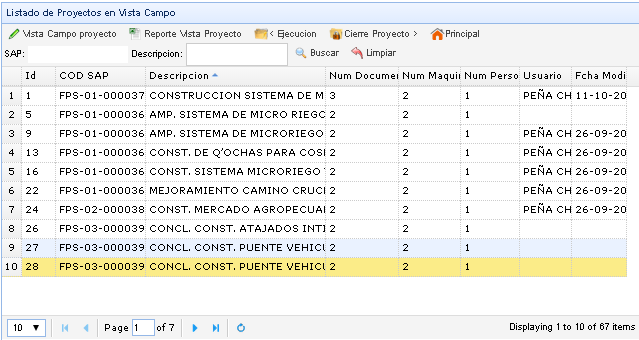 Listado de Proyectos en Vista Campo
Vista Campo proyecto Reporte Vista Proyecto < Ejecucion Cierre Proyecto > Principal
SAP: Descripcion: Buscar Limpiar
Id COD SAP Descripcion Num Documen Num Maqui Num Perso Usuario Fcha Modi
1 1 FPS-01-000037 CONSTRUCCION SISTEMA DE M 3 2 1 PEÑA CH 11-10-20
2 5 FPS-01-000036 AMP. SISTEMA DE MICRO RIEGO 2 2 1
3 9 FPS-01-000036 AMP. SISTEMA DE MICRORIEGO 2 2 1 PEÑA CH 26-09-20
4 13 FPS-01-000036 CONST. DE Q'OCHAS PARA COS 2 2 1 PEÑA CH 26-09-20
5 16 FPS-01-000036 CONST. SISTEMA MICRORIEGO 2 2 1 PEÑA CH 26-09-20
6 22 FPS-01-000036 MEJORAMIENTO CAMINO CRUC 2 2 1 PEÑA CH 26-09-20
7 24 FPS-02-000038 CONST. MERCADO AGROPECUA 2 2 1 PEÑA CH 26-09-20
8 26 FPS-03-000039 CONCL. CONST. ATAJADOS INT 2 2 1
9 27 FPS-03-000039 CONCL. CONST. PUENTE VEHICU 2 2 1
10 28 FPS-03-000039 CONCL. CONST. PUENTE VEHICU 2 2 1
10 Page 1 of 7 Displaying 1 to 10 of 67 items